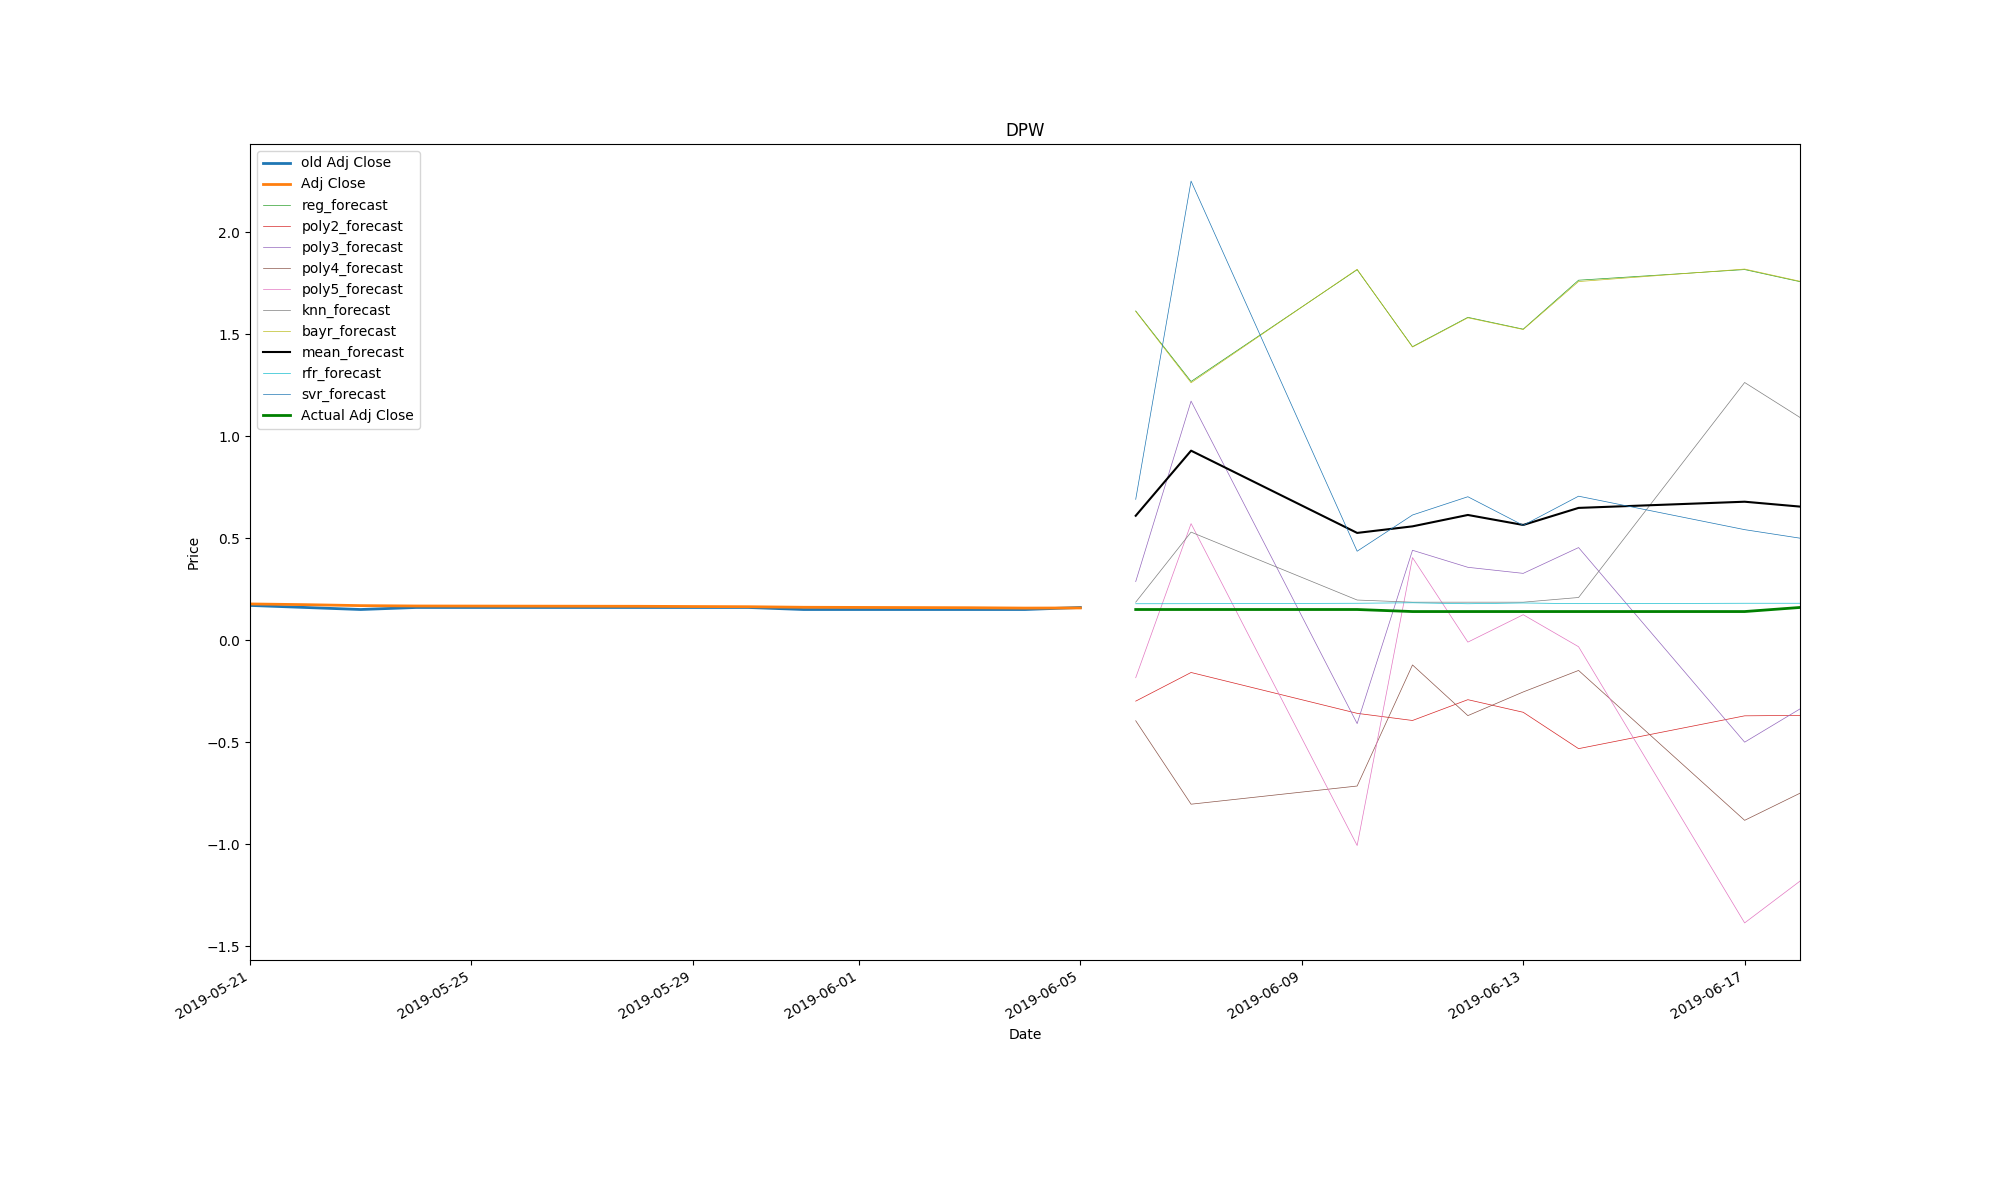 DPW
old Adj Close
Adj Close
reg_forecast
poly2_forecast
poly3_forecast
poly4_forecast
poly5_forecast
knn_forecast
bayr_forecast
mean_forecast
rfr_forecast
svr_forecast
Actual Adj Close
2.0
1.5
1.0
0.5
0.0
−0.5
−1.0
−1.5
Price
2019-05-21
2019-05-25
2019-05-29
2019-06-01
2019-06-05
2019-06-09
2019-06-13
2019-06-17
Date